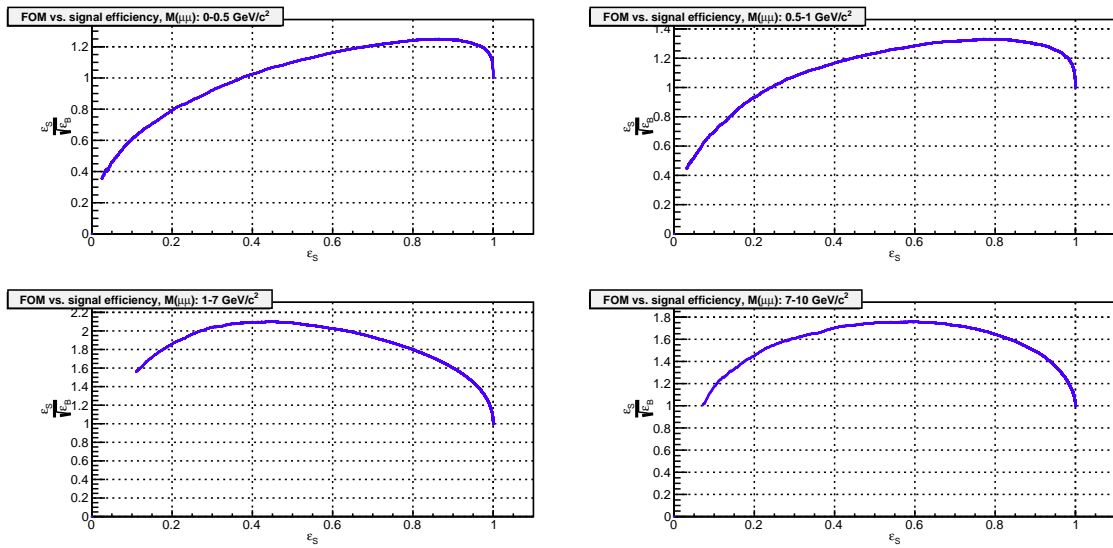 FOM vs. signal efficiency, M(μμ): 0-0.5 GeV/c²
1.2
1
0.8
0.6
0.4
0.2
0
ε_S
√ε_B
0 0.2 0.4 0.6 0.8 1
ε_S
FOM vs. signal efficiency, M(μμ): 0.5-1 GeV/c²
1.4
1.2
1
0.8
0.6
0.4
0.2
0
ε_S
√ε_B
0 0.2 0.4 0.6 0.8 1
ε_S
FOM vs. signal efficiency, M(μμ): 1-7 GeV/c²
2.2
2
1.8
1.6
1.4
1.2
1
0.8
0.6
0.4
0.2
0
ε_S
√ε_B
0 0.2 0.4 0.6 0.8 1
ε_S
FOM vs. signal efficiency, M(μμ): 7-10 GeV/c²
1.8
1.6
1.4
1.2
1
0.8
0.6
0.4
0.2
0
ε_S
√ε_B
0 0.2 0.4 0.6 0.8 1
ε_S